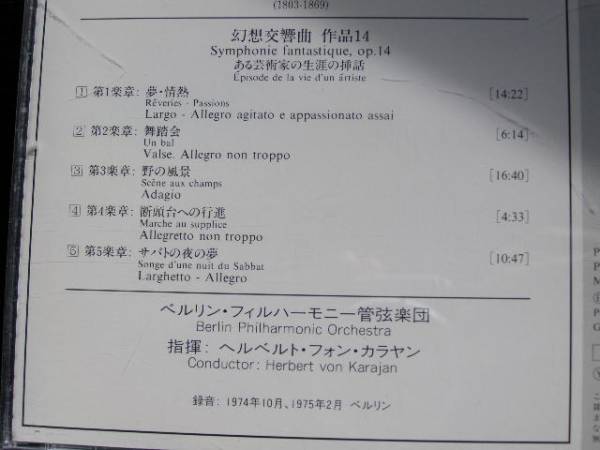 (1803-1869)
幻想交響曲 作品14
Symphonie fantastique, op.14
ある芸術家の生涯の挿話
Épisode de la vie d'un artiste
1 第1楽章: 夢・情熱 [14:22]
Rêveries - Passions
Largo - Allegro agitato e appassionato assai
2 第2楽章: 舞踏会 [6:14]
Un bal
Valse. Allegro non troppo
3 第3楽章: 野の風景 [16:40]
Scène aux champs
Adagio
4 第4楽章: 断頭台への行進 [4:33]
Marche au supplice
Allegretto non troppo
5 第5楽章: サバトの夜の夢 [10:47]
Songe d'une nuit du Sabbat
Larghetto - Allegro
ベルリン・フィルハーモニー管弦楽団
Berlin Philharmonic Orchestra
指揮: ヘルベルト・フォン・カラヤン
Conductor: Herbert von Karajan
録音: 1974年10月、1975年2月 ベルリン